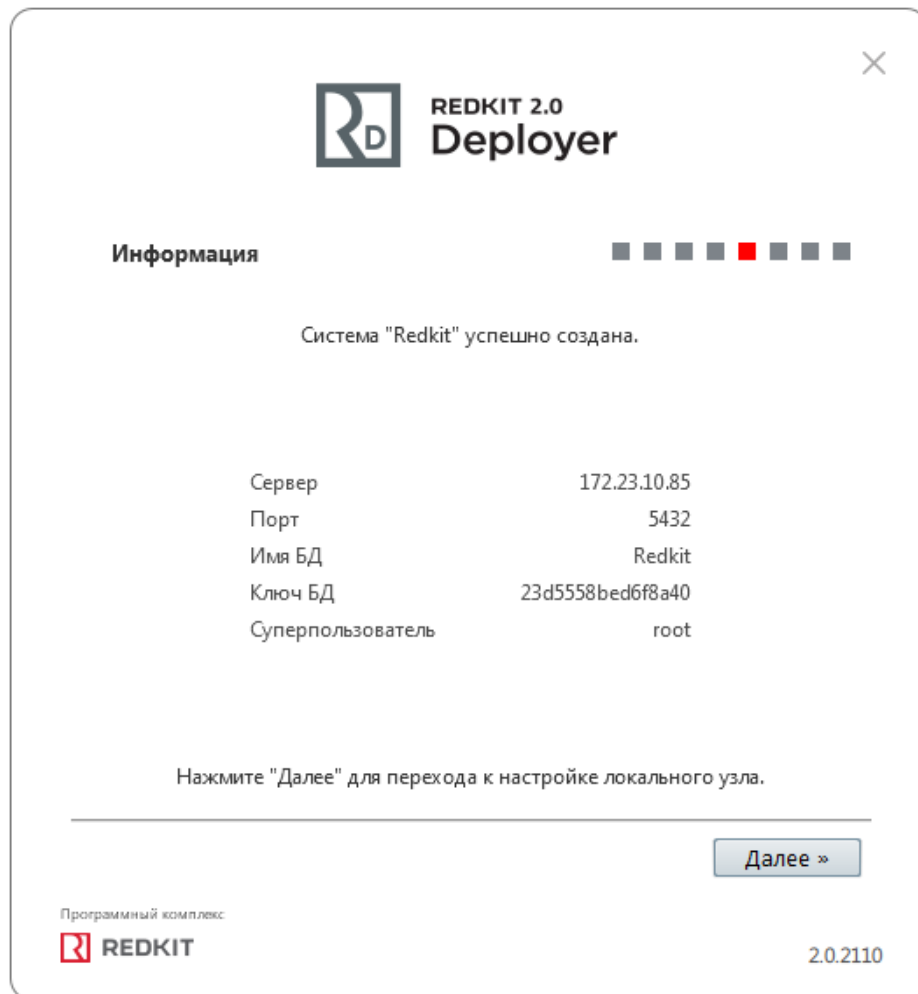 RD
REDKIT 2.0
Deployer
Информация
Система "Redkit" успешно создана.
Сервер 172.23.10.85
Порт 5432
Имя БД Redkit
Ключ БД 23d5558bed6f8a40
Суперпользователь root
Нажмите "Далее" для перехода к настройке локального узла.
Далее »
Программный комплекс
REDKIT
2.0.2110